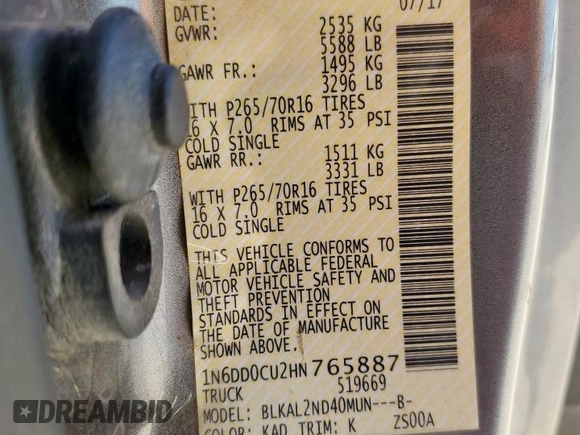 DATE: 07/17
GVWR: 2535 KG
5588 LB
GAWR FR.: 1495 KG
3296 LB
WITH P265/70R16 TIRES
16 X 7.0 RIMS AT 35 PSI
COLD SINGLE
GAWR RR.: 1511 KG
3331 LB
WITH P265/70R16 TIRES
16 X 7.0 RIMS AT 35 PSI
COLD SINGLE
THIS VEHICLE CONFORMS TO
ALL APPLICABLE FEDERAL
MOTOR VEHICLE SAFETY AND
THEFT PREVENTION
STANDARDS IN EFFECT ON
THE DATE OF MANUFACTURE
SHOWN ABOVE.
1N6DD0CU2HN765887
TRUCK 519669
MODEL: BLKAL2ND40MUN---B-
COLOR: KAD TRIM: K ZS00A
DREAMBID